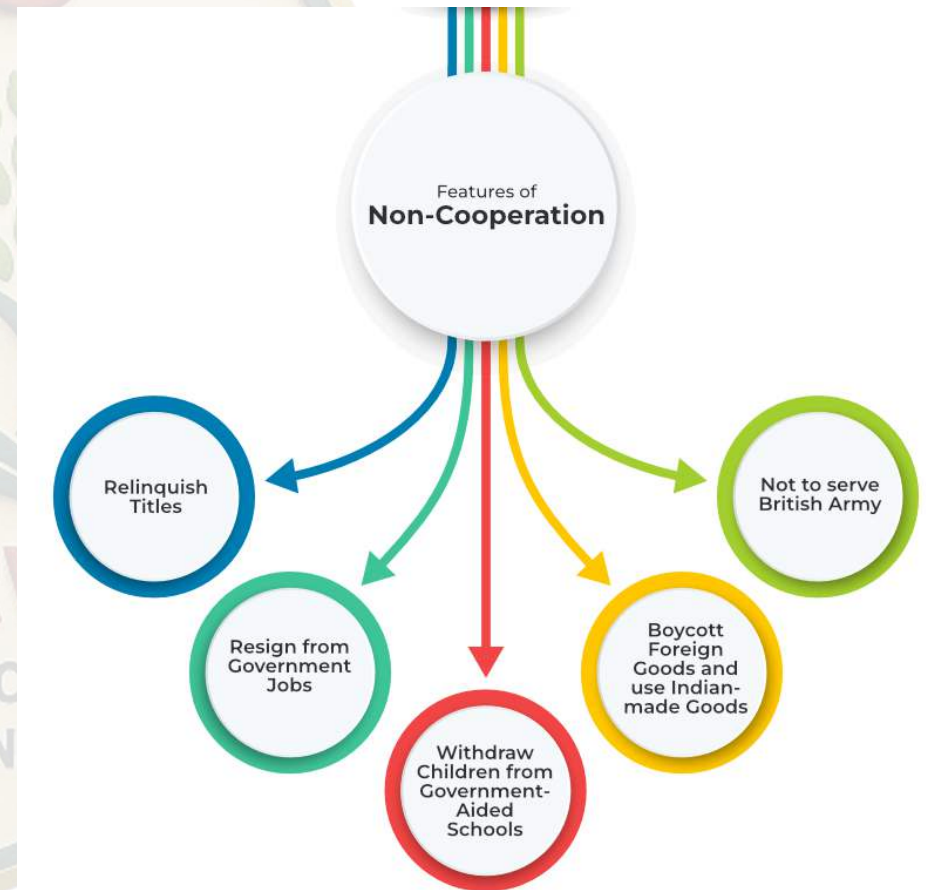 Features of
Non-Cooperation
Relinquish
Titles
Resign from
Government
Jobs
Withdraw
Children from
Government-
Aided
Schools
Boycott
Foreign
Goods and
use Indian-
made Goods
Not to serve
British Army